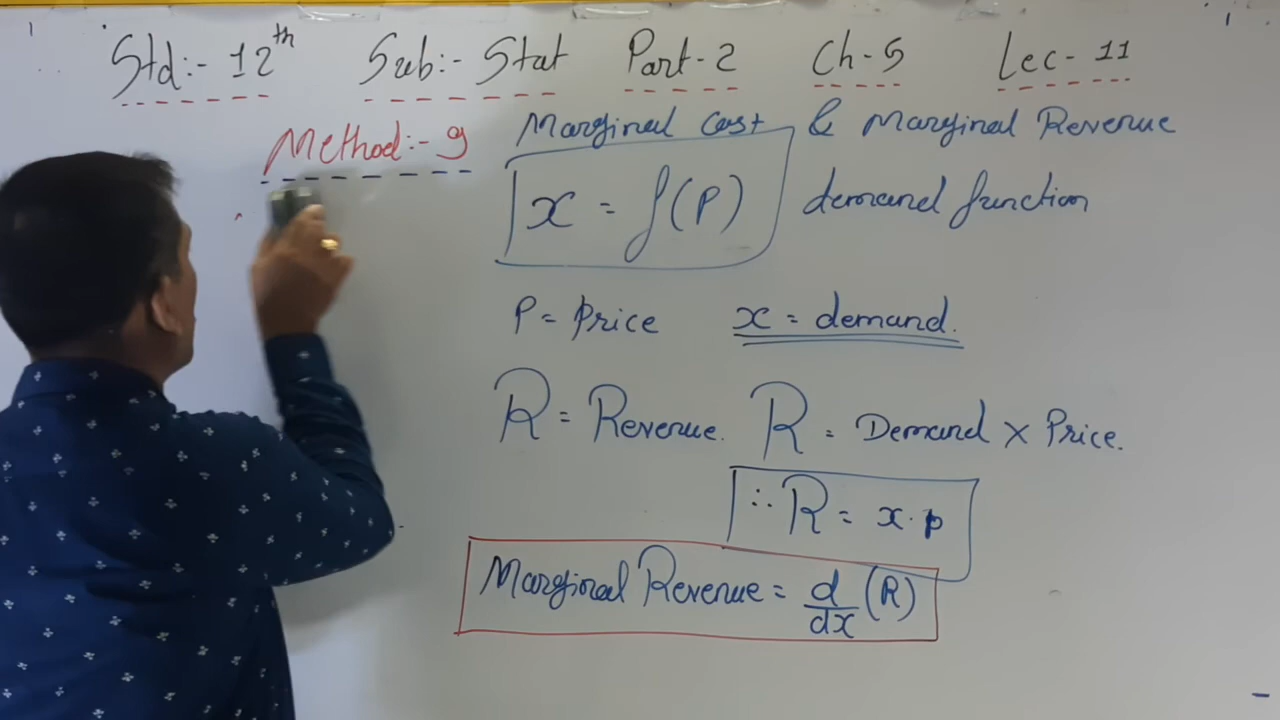 Std:- 12th Sub:- Stat Part-2 Ch-5 Lec-11
Method:-9 Marginal Cost & Marginal Revenue
x = f(P) demand function
P = Price x = demand.
R = Revenue. R = Demand × Price.
∴ R = x·p
Marginal Revenue = d/dx (R)